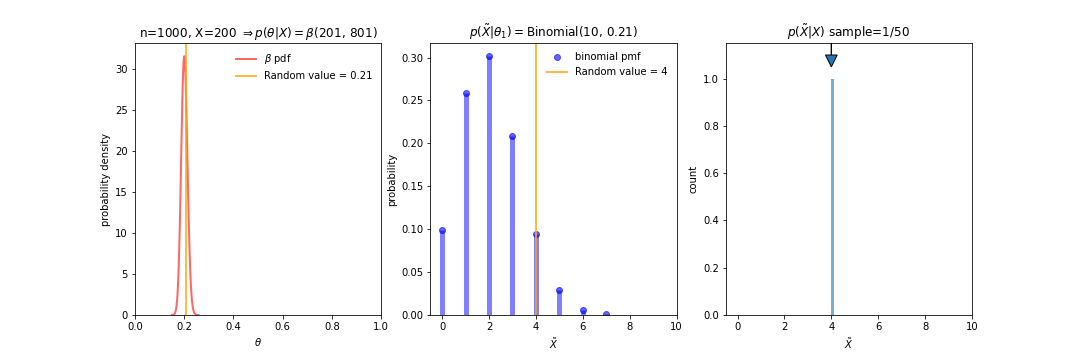 n=1000, X=200 ⇒p(θ|X) = β(201, 801)
β pdf
Random value = 0.21
probability density
0
5
10
15
20
25
30
0.0 0.2 0.4 0.6 0.8 1.0
θ
p(X̃|θ₁) = Binomial(10, 0.21)
binomial pmf
Random value = 4
probability
0.00
0.05
0.10
0.15
0.20
0.25
0.30
0 2 4 6 8 10
X̃
p(X̃|X) sample=1/50
count
0.0
0.2
0.4
0.6
0.8
1.0
0 2 4 6 8 10
X̃